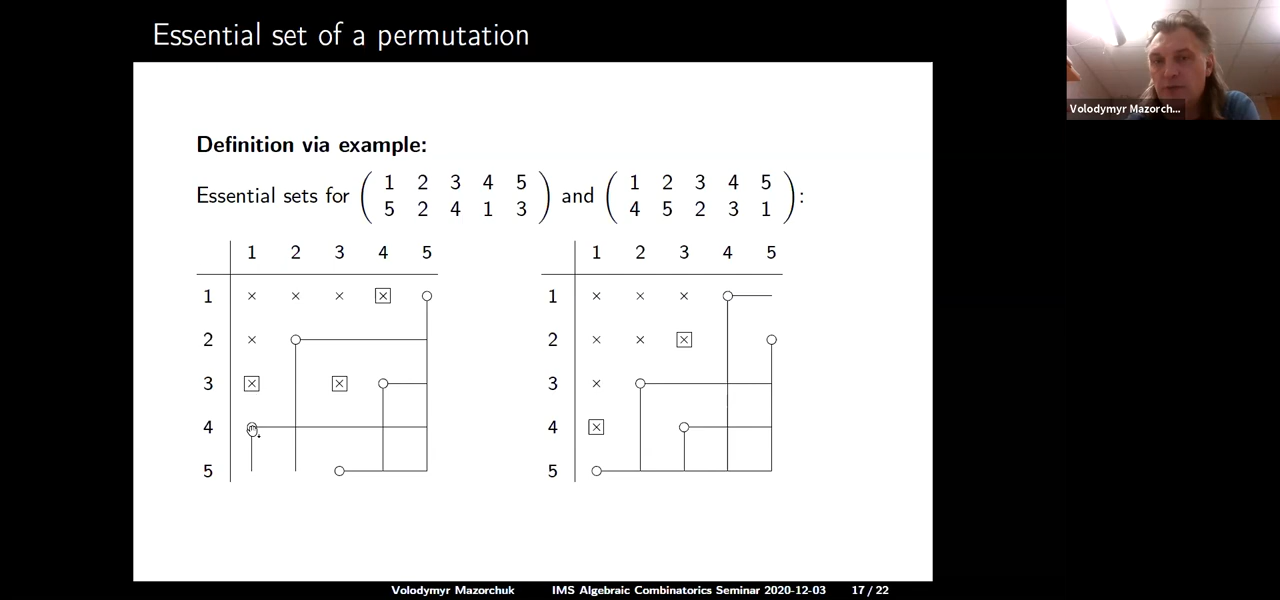 Essential set of a permutation
Volodymyr Mazorch...
Definition via example:
Essential sets for ( 1 2 3 4 5 ) and ( 1 2 3 4 5 ) :
5 2 4 1 3 4 5 2 3 1
1 2 3 4 5 1 2 3 4 5
1 × × × × 1 × × ×
2 × 2 × × ×
3 × × 3 ×
4 4 ×
5 5
Volodymyr Mazorchuk IMS Algebraic Combinatorics Seminar 2020-12-03 17 / 22